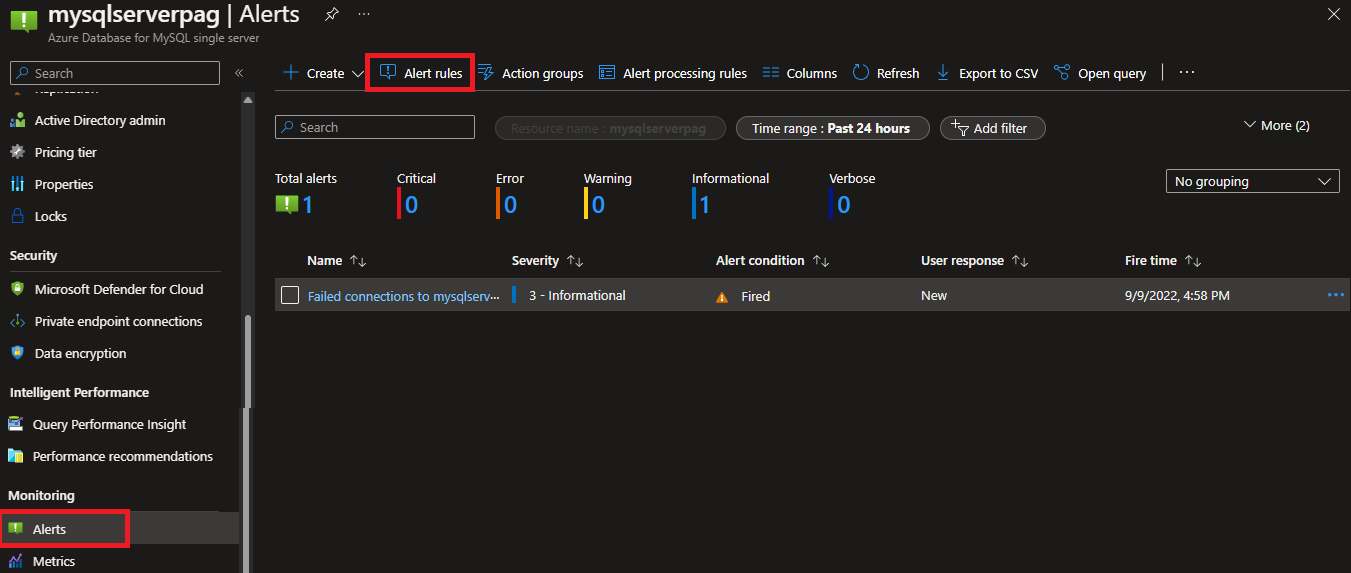 mysqlserverpag | Alerts
Azure Database for MySQL single server
Search
Replication
Active Directory admin
Pricing tier
Properties
Locks
Security
Microsoft Defender for Cloud
Private endpoint connections
Data encryption
Intelligent Performance
Query Performance Insight
Performance recommendations
Monitoring
Alerts
Metrics
Create Alert rules Action groups Alert processing rules Columns Refresh Export to CSV Open query
Search Resource name : mysqlserverpag Time range : Past 24 hours Add filter More (2)
Total alerts Critical Error Warning Informational Verbose
1 0 0 0 1 0
No grouping
Name Severity Alert condition User response Fire time
Failed connections to mysqlserv... 3 - Informational Fired New 9/9/2022, 4:58 PM